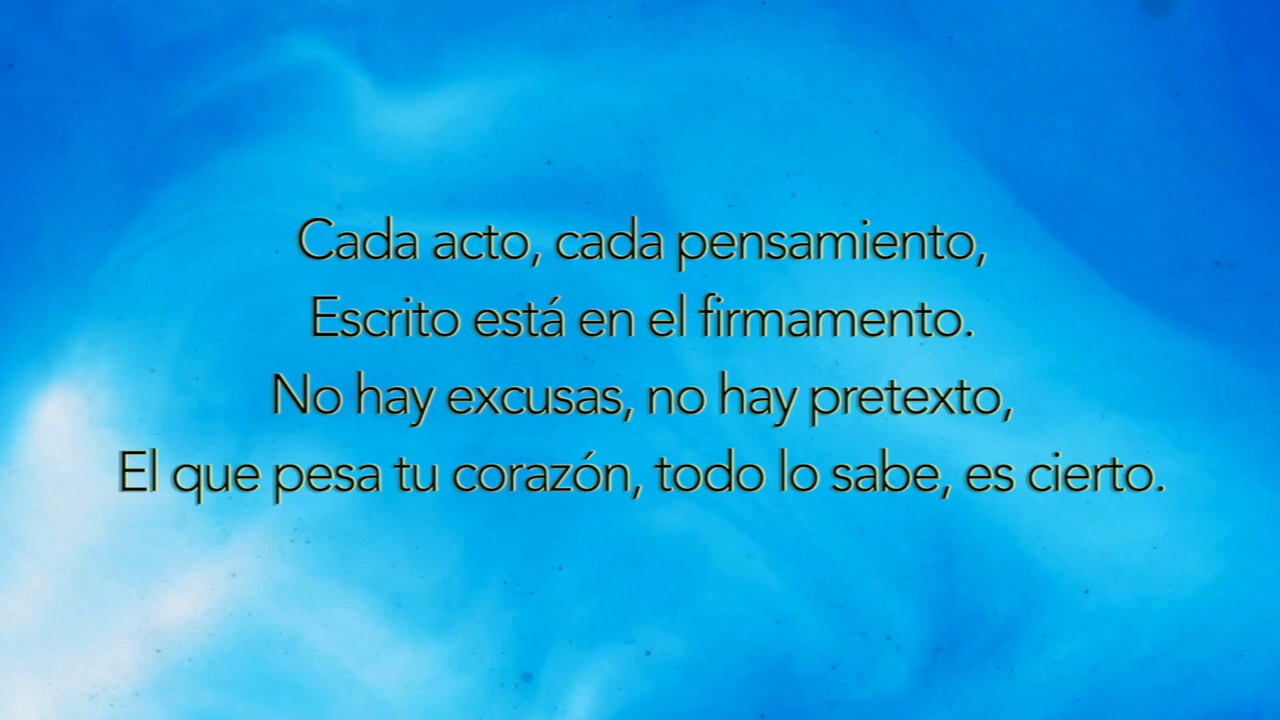 Cada acto, cada pensamiento,
Escrito está en el firmamento.
No hay excusas, no hay pretexto,
El que pesa tu corazón, todo lo sabe, es cierto.